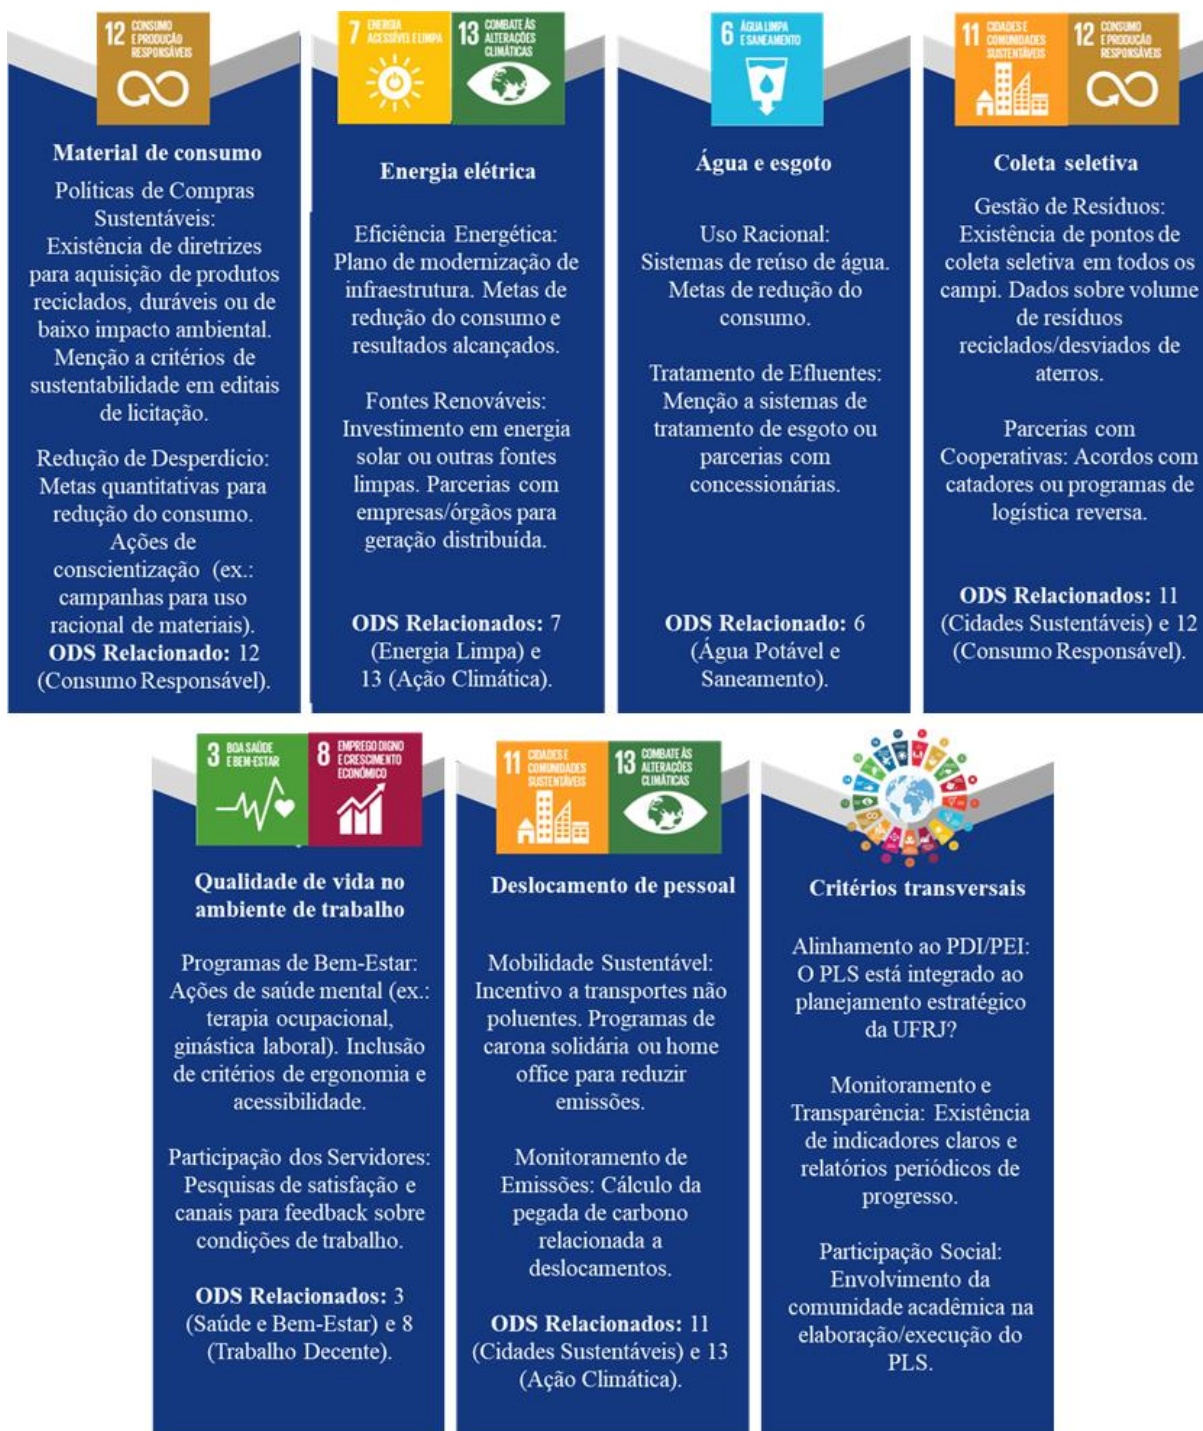 12 CONSUMO
E PRODUÇÃO
RESPONSÁVEIS
Material de consumo
Políticas de Compras
Sustentáveis:
Existência de diretrizes
para aquisição de produtos
reciclados, duráveis ou de
baixo impacto ambiental.
Menção a critérios de
sustentabilidade em editais
de licitação.
Redução de Desperdício:
Metas quantitativas para
redução do consumo.
Ações de
conscientização (ex.:
campanhas para uso
racional de materiais).
ODS Relacionado: 12
(Consumo Responsável).
7 ENERGIA
ACESSÍVEL E LIMPA
13 COMBATE ÀS
ALTERAÇÕES
CLIMÁTICAS
Energia elétrica
Eficiência Energética:
Plano de modernização de
infraestrutura. Metas de
redução do consumo e
resultados alcançados.
Fontes Renováveis:
Investimento em energia
solar ou outras fontes
limpas. Parcerias com
empresas/órgãos para
geração distribuída.
ODS Relacionados: 7
(Energia Limpa) e
13 (Ação Climática).
6 ÁGUA LIMPA
E SANEAMENTO
Água e esgoto
Uso Racional:
Sistemas de reúso de água.
Metas de redução do
consumo.
Tratamento de Efluentes:
Menção a sistemas de
tratamento de esgoto ou
parcerias com
concessionárias.
ODS Relacionado: 6
(Água Potável e
Saneamento).
11 CIDADES E
COMUNIDADES
SUSTENTÁVEIS
12 CONSUMO
E PRODUÇÃO
RESPONSÁVEIS
Coleta seletiva
Gestão de Resíduos:
Existência de pontos de
coleta seletiva em todos os
campi. Dados sobre volume
de resíduos
reciclados/desviados de
aterros.
Parcerias com
Cooperativas: Acordos com
catadores ou programas de
logística reversa.
ODS Relacionados: 11
(Cidades Sustentáveis) e 12
(Consumo Responsável).
3 BOA SAÚDE
E BEM-ESTAR
8 EMPREGO DIGNO
E CRESCIMENTO
ECONÓMICO
Qualidade de vida no
ambiente de trabalho
Programas de Bem-Estar:
Ações de saúde mental (ex.:
terapia ocupacional,
ginástica laboral). Inclusão
de critérios de ergonomia e
acessibilidade.
Participação dos Servidores:
Pesquisas de satisfação e
canais para feedback sobre
condições de trabalho.
ODS Relacionados: 3
(Saúde e Bem-Estar) e 8
(Trabalho Decente).
11 CIDADES E
COMUNIDADES
SUSTENTÁVEIS
13 COMBATE ÀS
ALTERAÇÕES
CLIMÁTICAS
Deslocamento de pessoal
Mobilidade Sustentável:
Incentivo a transportes não
poluentes. Programas de
carona solidária ou home
office para reduzir
emissões.
Monitoramento de
Emissões: Cálculo da
pegada de carbono
relacionada a
deslocamentos.
ODS Relacionados: 11
(Cidades Sustentáveis) e 13
(Ação Climática).
Critérios transversais
Alinhamento ao PDI/PEI:
O PLS está integrado ao
planejamento estratégico
da UFRJ?
Monitoramento e
Transparência: Existência
de indicadores claros e
relatórios periódicos de
progresso.
Participação Social:
Envolvimento da
comunidade acadêmica na
elaboração/execução do
PLS.